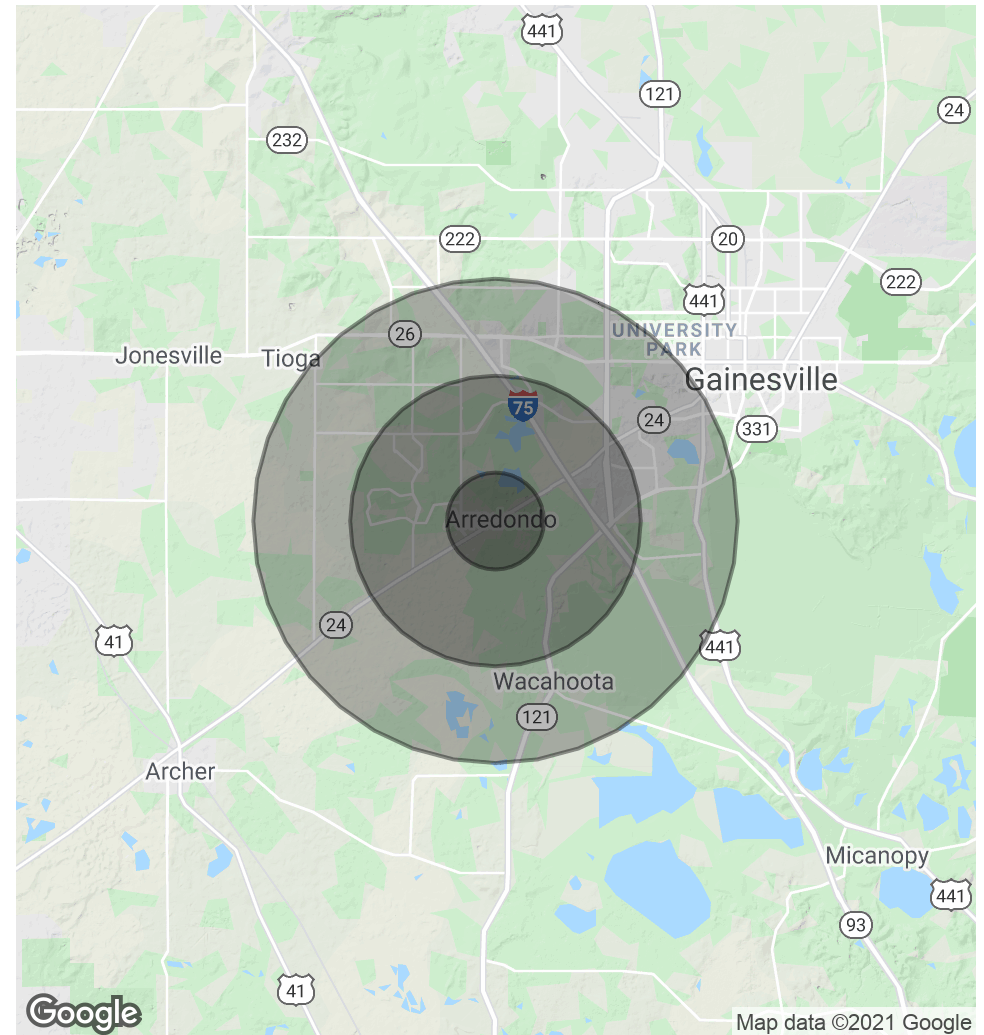 441
121
24
232
222
20
222
441
26
UNIVERSITY
PARK
Jonesville
Tioga
Gainesville
75
24
331
Arredondo
24
41
441
Wacahoota
121
Archer
Micanopy
441
93
41
Google
Map data ©2021 Google